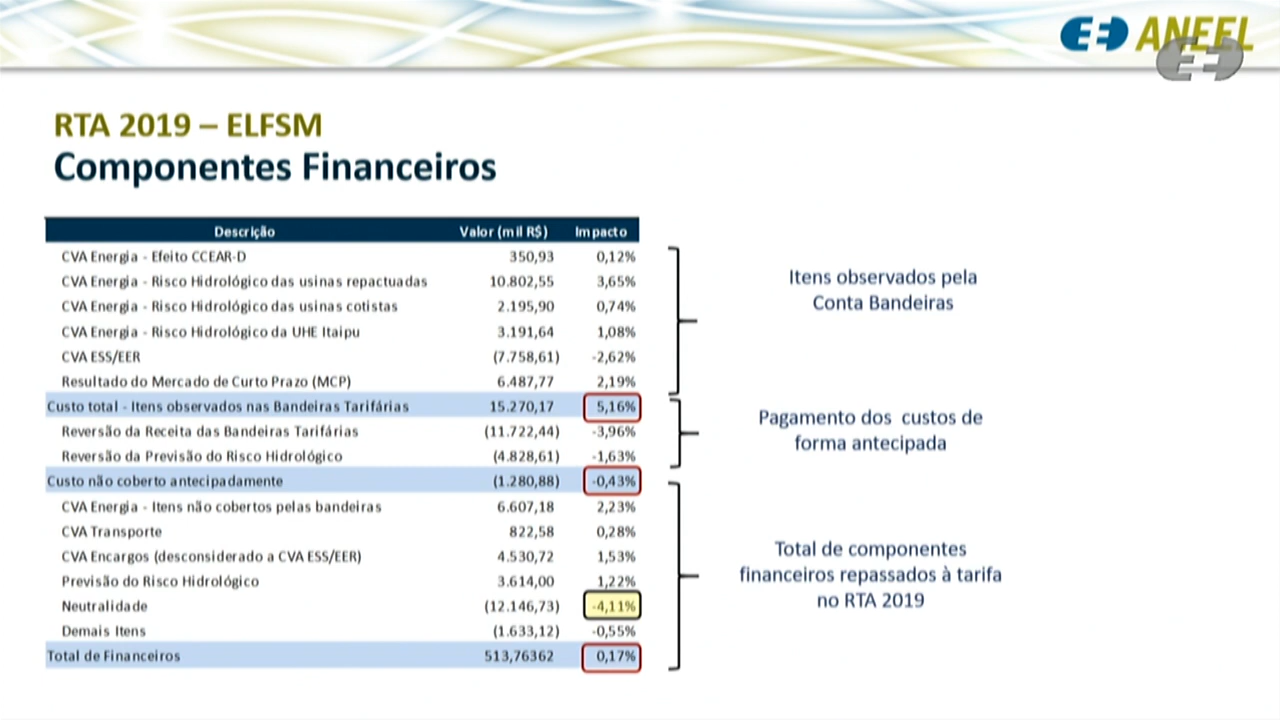 ANEEL
RTA 2019 – ELFSM
Componentes Financeiros
Descrição Valor (mil R$) Impacto
CVA Energia - Efeito CCEAR-D 350,93 0,12%
CVA Energia - Risco Hidrológico das usinas repactuadas 10.802,55 3,65%
CVA Energia - Risco Hidrológico das usinas cotistas 2.195,90 0,74%
CVA Energia - Risco Hidrológico da UHE Itaipu 3.191,64 1,08%
CVA ESS/EER (7.758,61) -2,62%
Resultado do Mercado de Curto Prazo (MCP) 6.487,77 2,19%
Custo total - Itens observados nas Bandeiras Tarifárias 15.270,17 5,16%
Reversão da Receita das Bandeiras Tarifárias (11.722,44) -3,96%
Reversão da Previsão do Risco Hidrológico (4.828,61) -1,63%
Custo não coberto antecipadamente (1.280,88) -0,43%
CVA Energia - Itens não cobertos pelas bandeiras 6.607,18 2,23%
CVA Transporte 822,58 0,28%
CVA Encargos (desconsiderado a CVA ESS/EER) 4.530,72 1,53%
Previsão do Risco Hidrológico 3.614,00 1,22%
Neutralidade (12.146,73) -4,11%
Demais Itens (1.633,12) -0,55%
Total de Financeiros 513,76362 0,17%
Itens observados pela
Conta Bandeiras
Pagamento dos custos de
forma antecipada
Total de componentes
financeiros repassados à tarifa
no RTA 2019